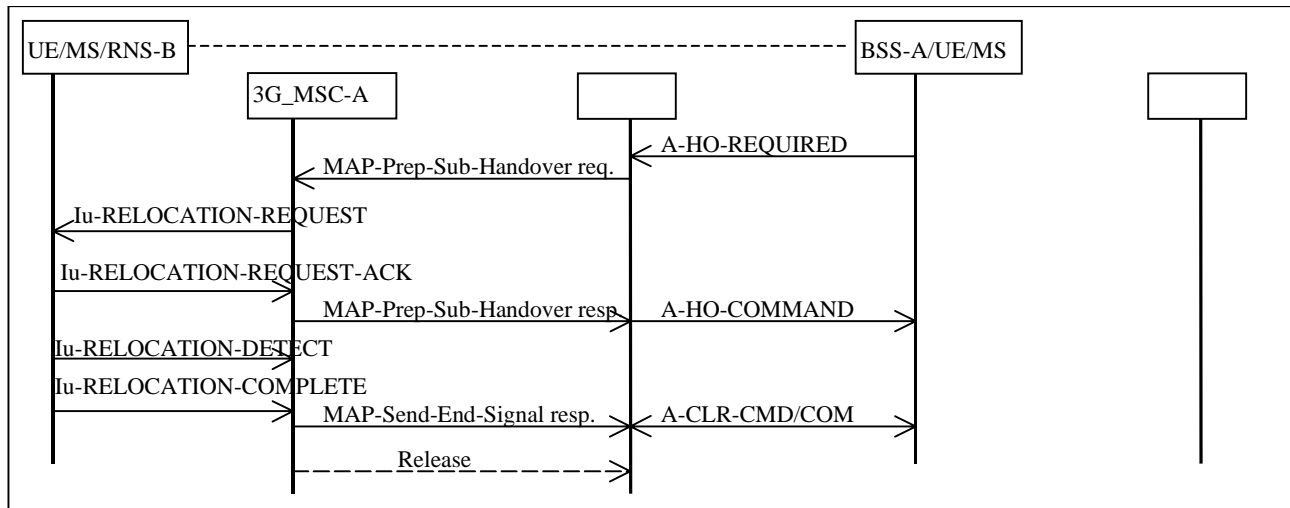 UE/MS/RNS-B
BSS-A/UE/MS
3G_MSC-A
A-HO-REQUIRED
MAP-Prep-Sub-Handover req.
Iu-RELOCATION-REQUEST
Iu-RELOCATION-REQUEST-ACK
MAP-Prep-Sub-Handover resp.
A-HO-COMMAND
Iu-RELOCATION-DETECT
Iu-RELOCATION-COMPLETE
MAP-Send-End-Signal resp.
A-CLR-CMD/COM
Release